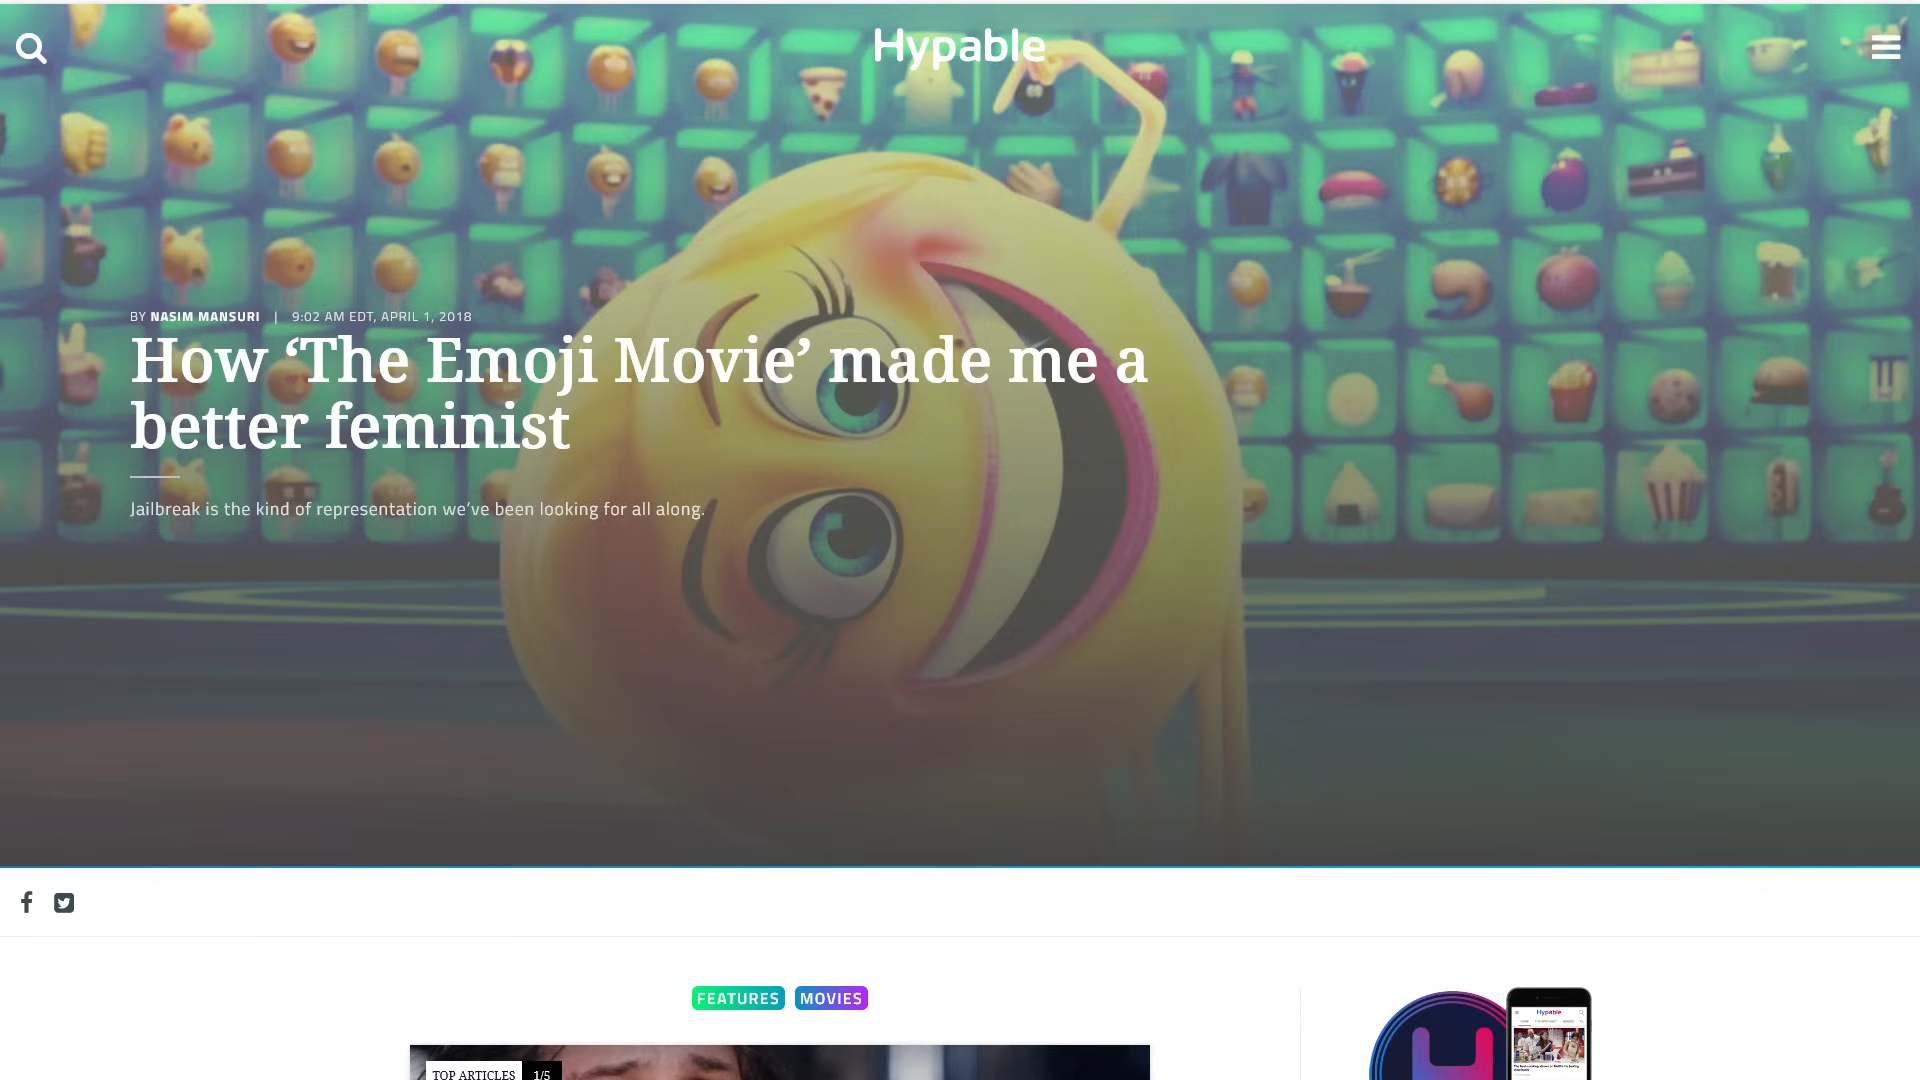 Hypable
BY NASIM MANSURI | 9:02 AM EDT, APRIL 1, 2018
How ‘The Emoji Movie’ made me a
better feminist
Jailbreak is the kind of representation we’ve been looking for all along.
FEATURES MOVIES
Hypable
TOP ARTICLES 1/5